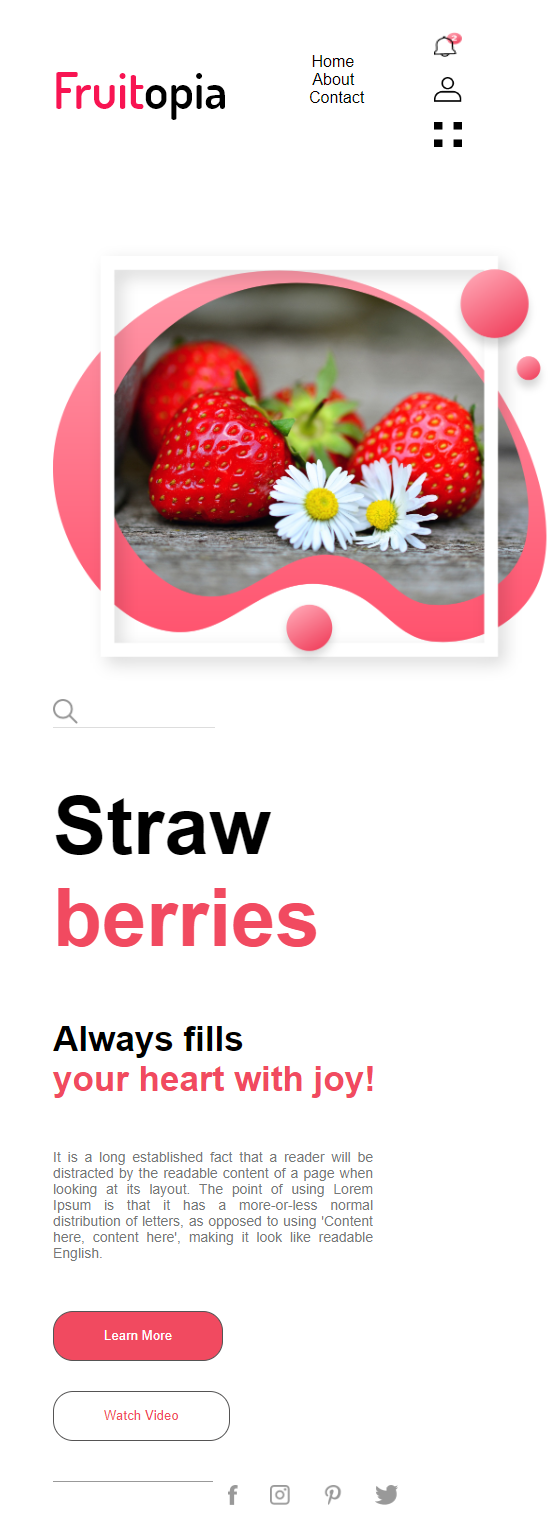 Fruitopia
Home
About
Contact
2
Straw
berries
Always fills
your heart with joy!
It is a long established fact that a reader will be
distracted by the readable content of a page when
looking at its layout. The point of using Lorem
Ipsum is that it has a more-or-less normal
distribution of letters, as opposed to using 'Content
here, content here', making it look like readable
English.
Learn More
Watch Video